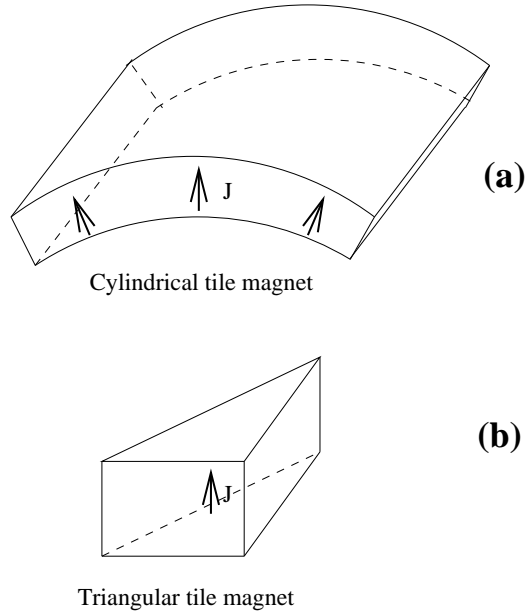 J
(a)
Cylindrical tile magnet
(b)
J
Triangular tile magnet